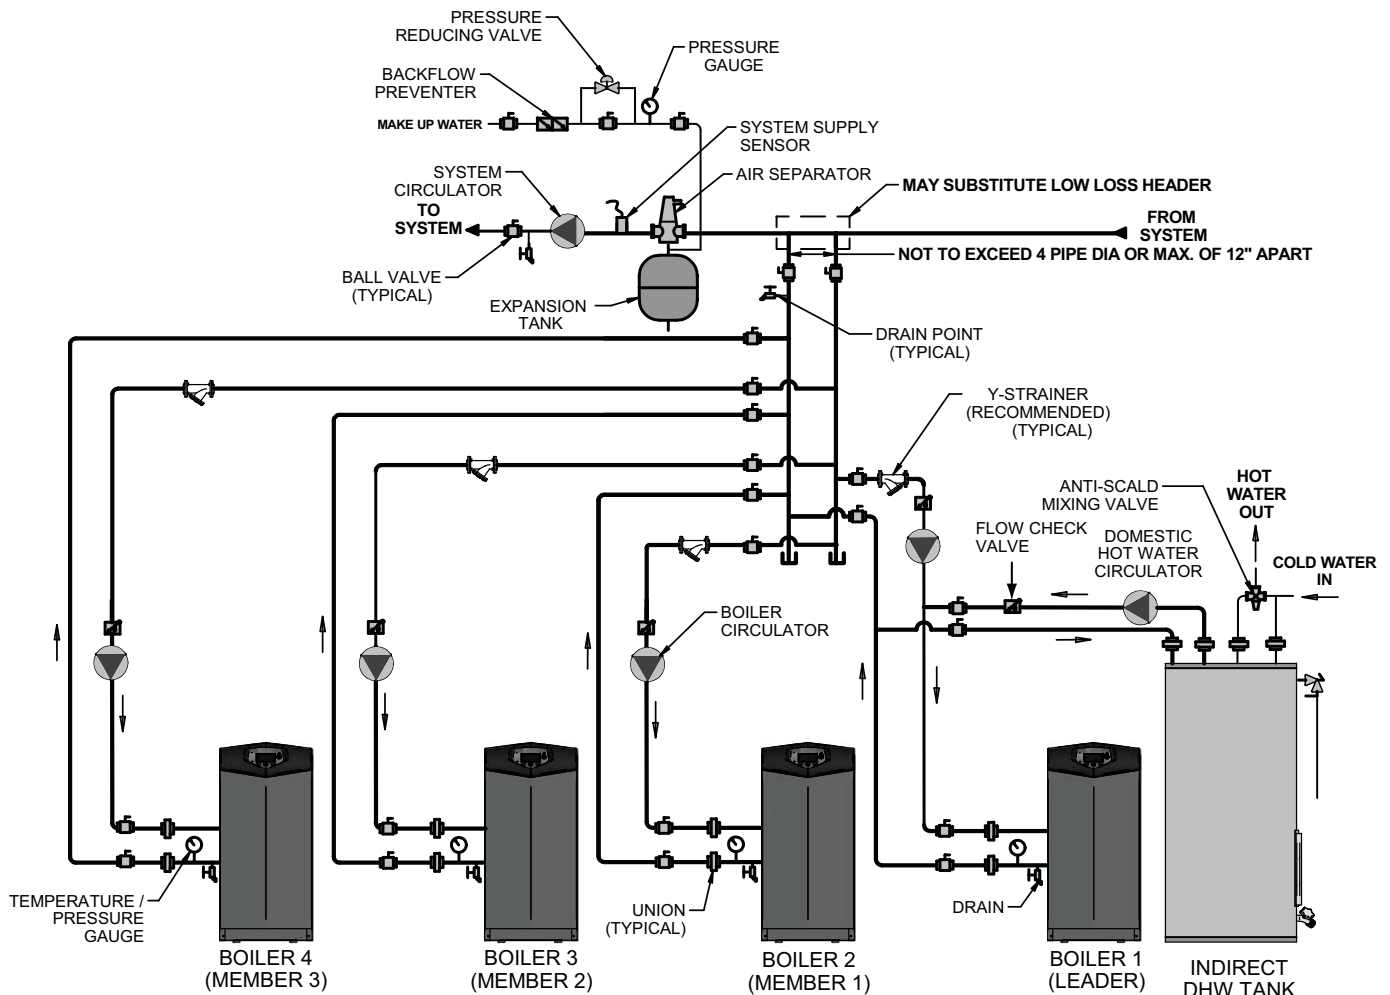 PRESSURE
REDUCING VALVE
PRESSURE
GAUGE
BACKFLOW
PREVENTER
MAKE UP WATER
SYSTEM SUPPLY
SENSOR
SYSTEM
CIRCULATOR
AIR SEPARATOR
MAY SUBSTITUTE LOW LOSS HEADER
TO
SYSTEM
FROM
SYSTEM
NOT TO EXCEED 4 PIPE DIA OR MAX. OF 12" APART
BALL VALVE
(TYPICAL)
EXPANSION
TANK
DRAIN POINT
(TYPICAL)
Y-STRAINER
(RECOMMENDED)
(TYPICAL)
HOT
WATER
OUT
ANTI-SCALD
MIXING VALVE
FLOW CHECK
VALVE
DOMESTIC
HOT WATER
CIRCULATOR
COLD WATER
IN
BOILER
CIRCULATOR
TEMPERATURE /
PRESSURE
GAUGE
UNION
(TYPICAL)
DRAIN
BOILER 4
(MEMBER 3)
BOILER 3
(MEMBER 2)
BOILER 2
(MEMBER 1)
BOILER 1
(LEADER)
INDIRECT
DHW TANK